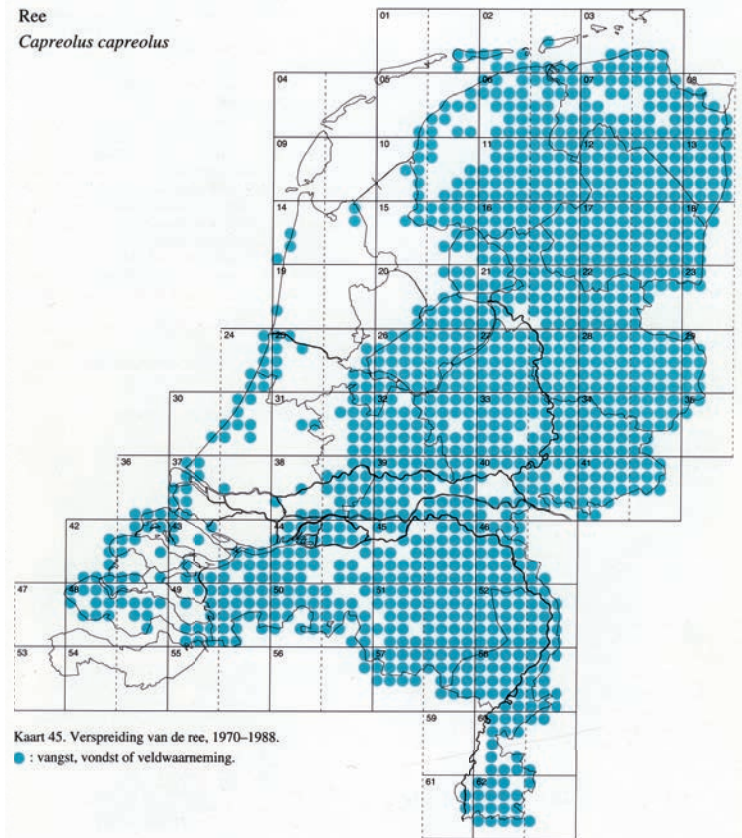 Ree
Capreolus capreolus
01 02 03
04 05 06 07 08
09 10 11 12 13
14 15 16 17 18
19 20 21 22 23
24 25 26 27 28 29
30 31 32 33 34 35
36 37 38 39 40 41
42 43 44 45 46
47 48 49 50 51 52
53 54 55 56 57 58
59 60
Kaart 45. Verspreiding van de ree, 1970–1988.
: vangst, vondst of veldwaarneming.
61 62